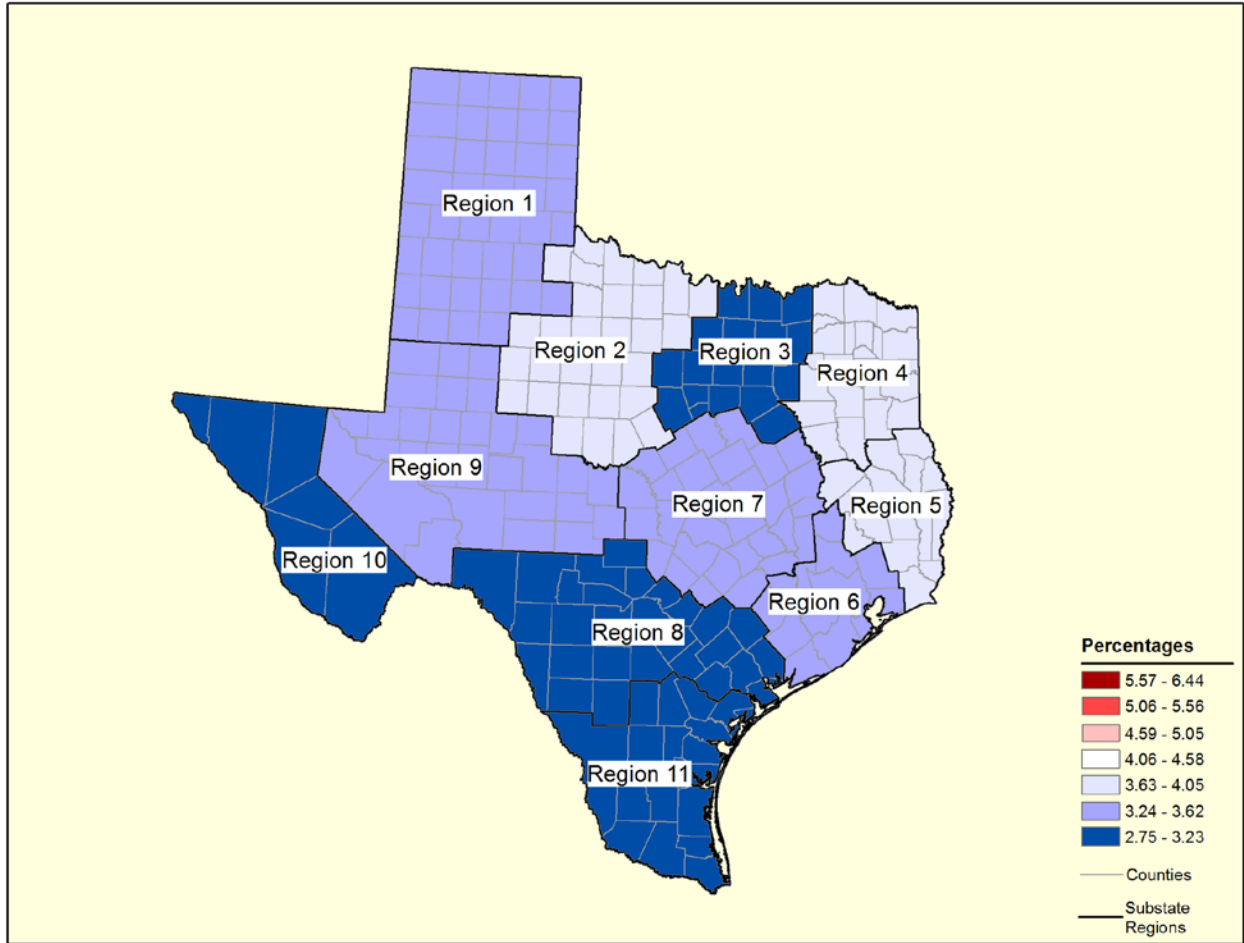 Region 1
Region 2
Region 3
Region 4
Region 9
Region 7
Region 5
Region 10
Region 6
Region 8
Region 11
Percentages
5.57 - 6.44
5.06 - 5.56
4.59 - 5.05
4.06 - 4.58
3.63 - 4.05
3.24 - 3.62
2.75 - 3.23
Counties
Substate
Regions